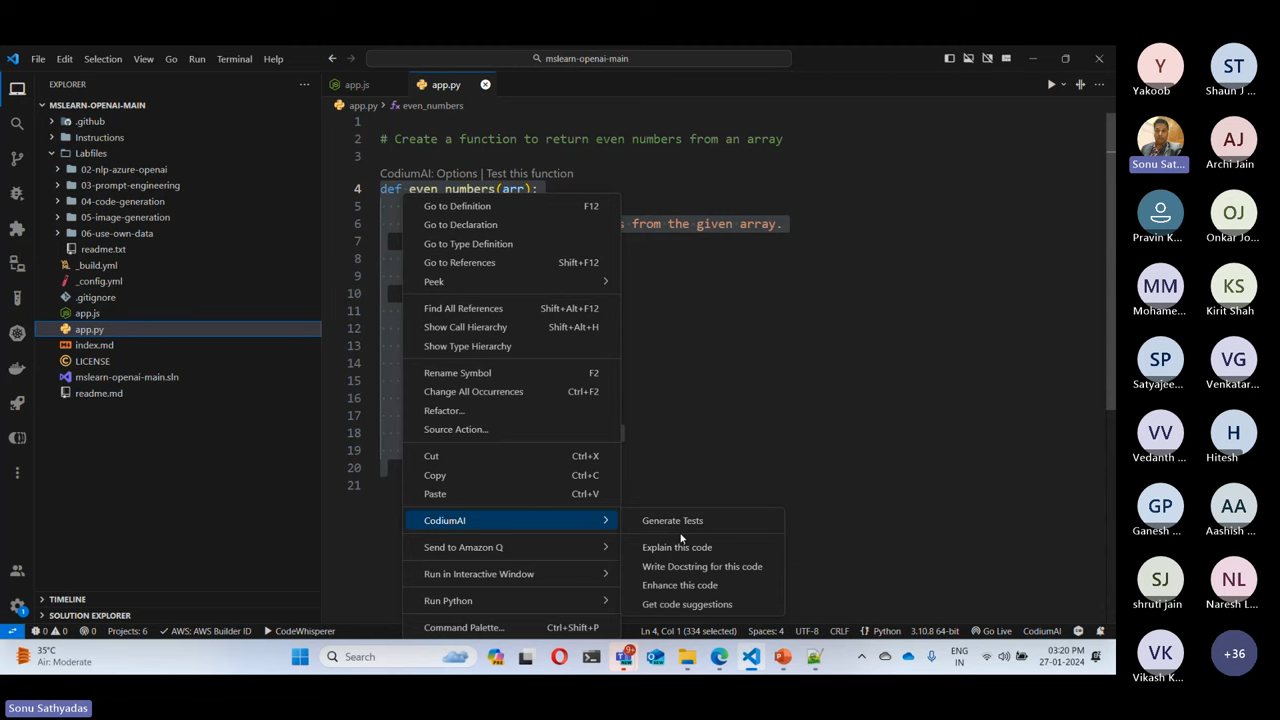 File Edit Selection View Go Run Terminal Help
mslearn-openai-main
EXPLORER
MSLEARN-OPENAI-MAIN
.github
Instructions
Labfiles
02-nlp-azure-openai
03-prompt-engineering
04-code-generation
05-image-generation
06-use-own-data
readme.txt
_build.yml
_config.yml
.gitignore
app.js
app.py
index.md
LICENSE
mslearn-openai-main.sln
readme.md
TIMELINE
SOLUTION EXPLORER
app.js
app.py
app.py > even_numbers
1
2 # Create a function to return even numbers from an array
3
CodiumAI: Options | Test this function
4 def even_numbers(arr):
5
6 s from the given array.
7
8
9
10
11
12
13
14
15
16
17
18
19
20
21
Go to Definition F12
Go to Declaration
Go to Type Definition
Go to References Shift+F12
Peek
Find All References Shift+Alt+F12
Show Call Hierarchy Shift+Alt+H
Show Type Hierarchy
Rename Symbol F2
Change All Occurrences Ctrl+F2
Refactor...
Source Action...
Cut Ctrl+X
Copy Ctrl+C
Paste Ctrl+V
CodiumAI
Send to Amazon Q
Run in Interactive Window
Run Python
Command Palette... Ctrl+Shift+P
Generate Tests
Explain this code
Write Docstring for this code
Enhance this code
Get code suggestions
0 0 0 Projects: 6 AWS: AWS Builder ID CodeWhisperer
Ln 4, Col 1 (334 selected) Spaces: 4 UTF-8 CRLF Python 3.10.8 64-bit Go Live CodiumAI
35°C
Air: Moderate
Search
9+
ENG
IN
03:20 PM
27-01-2024
Y
Yakoob
ST
Shaun J ...
Sonu Sat...
AJ
Archi Jain
Pravin K...
OJ
Onkar Jo...
MM
Mohame...
KS
Kirit Shah
SP
Satyajee...
VG
Venkatar...
VV
Vedanth ...
H
Hitesh
GP
Ganesh ...
AA
Aashish ...
SJ
shruti jain
NL
Naresh L...
VK
Vikash K...
+36
Sonu Sathyadas